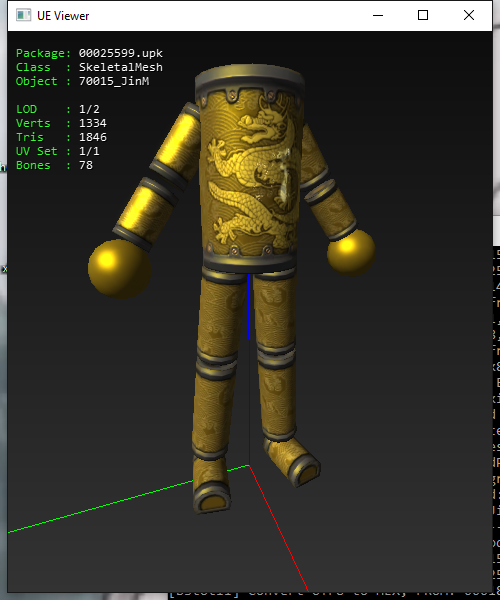 UE Viewer
Package: 00025599.upk
Class : SkeletalMesh
Object : 70015_JinM
LOD : 1/2
Verts : 1334
Tris : 1846
UV Set : 1/1
Bones : 78